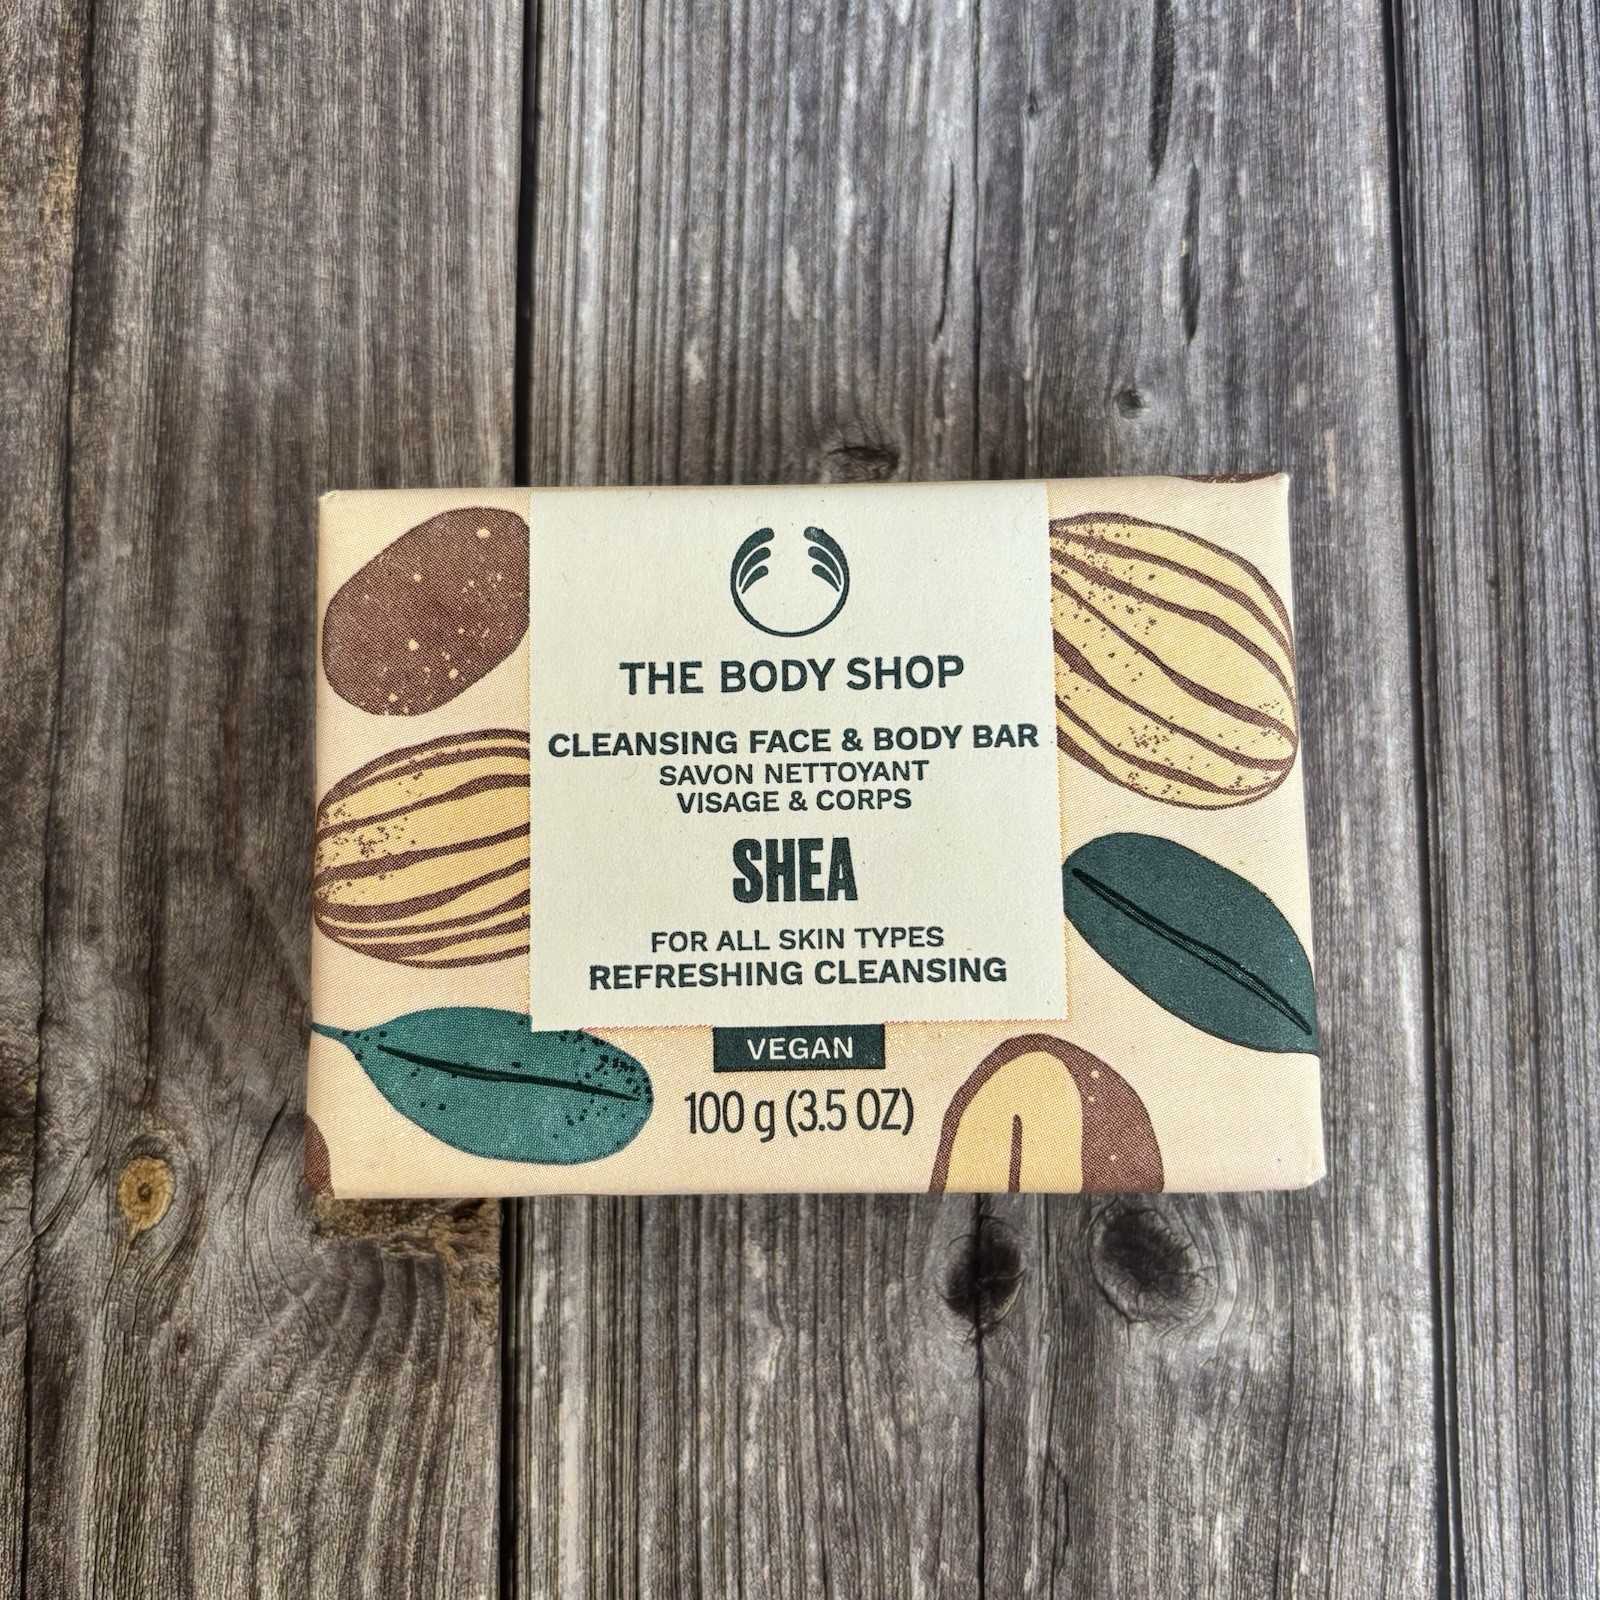 THE BODY SHOP
CLEANSING FACE & BODY BAR
SAVON NETTOYANT
VISAGE & CORPS
SHEA
FOR ALL SKIN TYPES
REFRESHING CLEANSING
VEGAN
100 g (3.5 OZ)